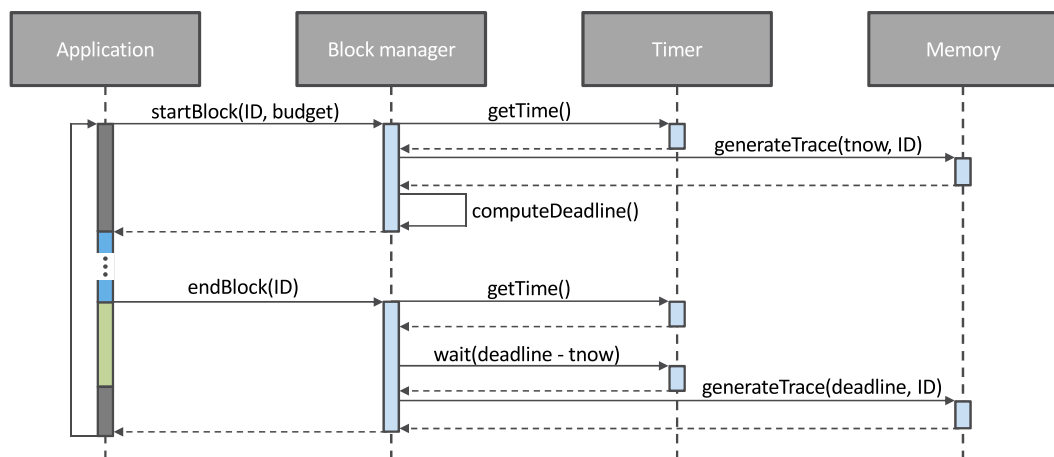 Application
Block manager
Timer
Memory
startBlock(ID, budget)
getTime()
generateTrace(tnow, ID)
computeDeadline()
endBlock(ID)
getTime()
wait(deadline - tnow)
generateTrace(deadline, ID)